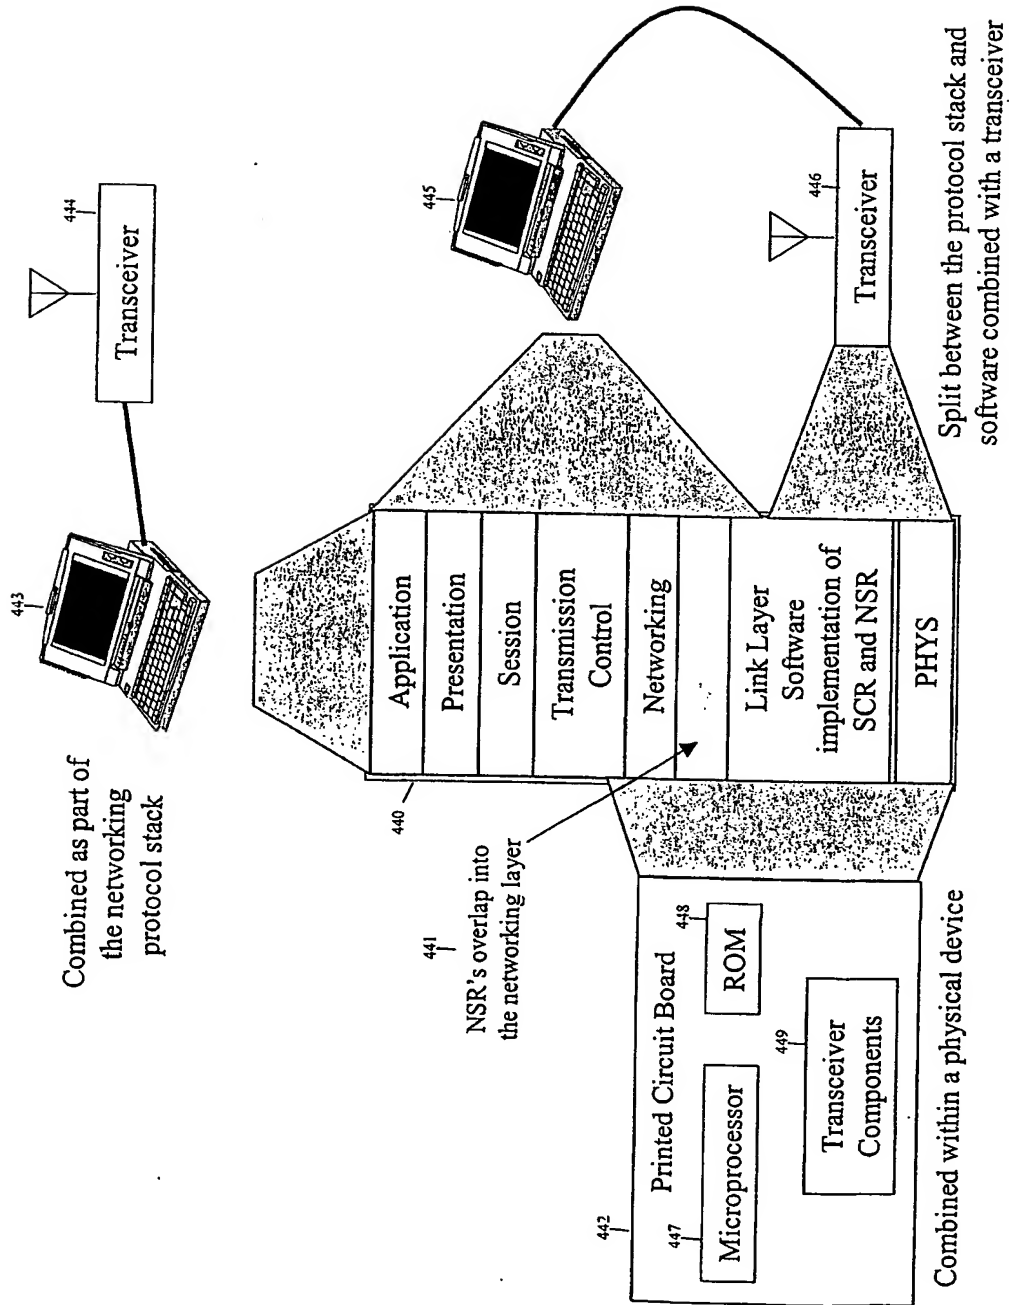 Combined as part of
the networking
protocol stack
443
444
Transceiver
440
Application
Presentation
Session
Transmission
Control
Networking
Link Layer
Software
implementation of
SCR and NSR
PHYS
441
NSR's overlap into
the networking layer
445
446
Transceiver
Split between the protocol stack and
software combined with a transceiver
442
Printed Circuit Board
447
Microprocessor
448
ROM
449
Transceiver
Components
Combined within a physical device